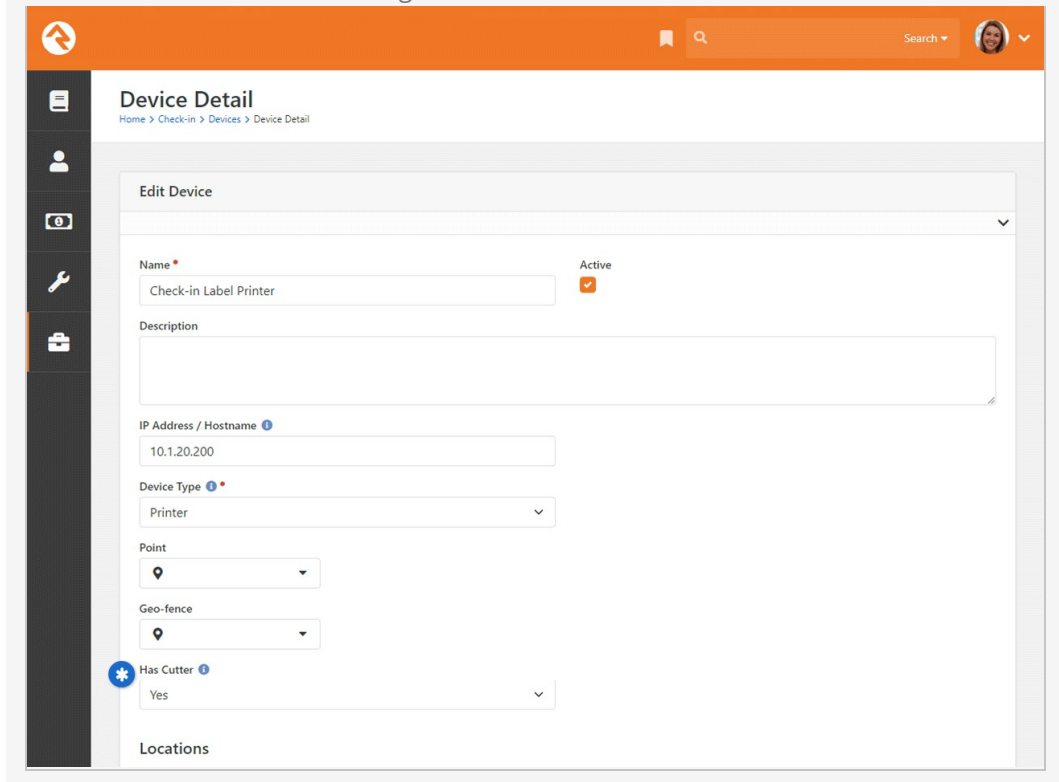 Search
Device Detail
Home > Check-in > Devices > Device Detail
Edit Device
Name
Active
Check-in Label Printer
Description
IP Address / Hostname
10.1.20.200
Device Type
Printer
Point
Geo-fence
Has Cutter
Yes
Locations